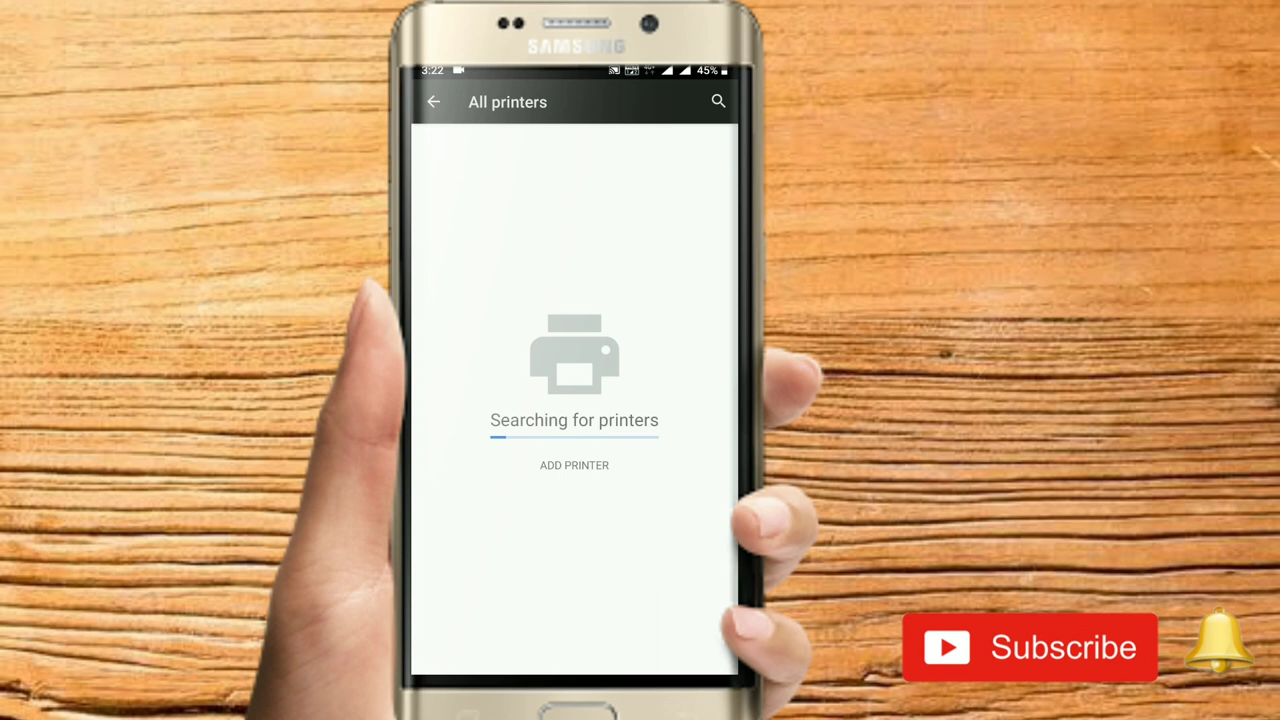 SAMSUNG
3:22 45%
All printers
Searching for printers
ADD PRINTER
Subscribe